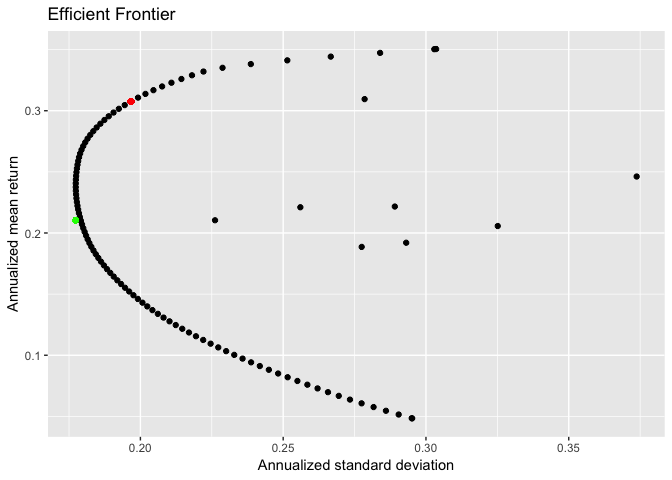 Efficient Frontier
Annualized mean return
0.3
0.2
0.1
0.20
0.25
0.30
0.35
Annualized standard deviation